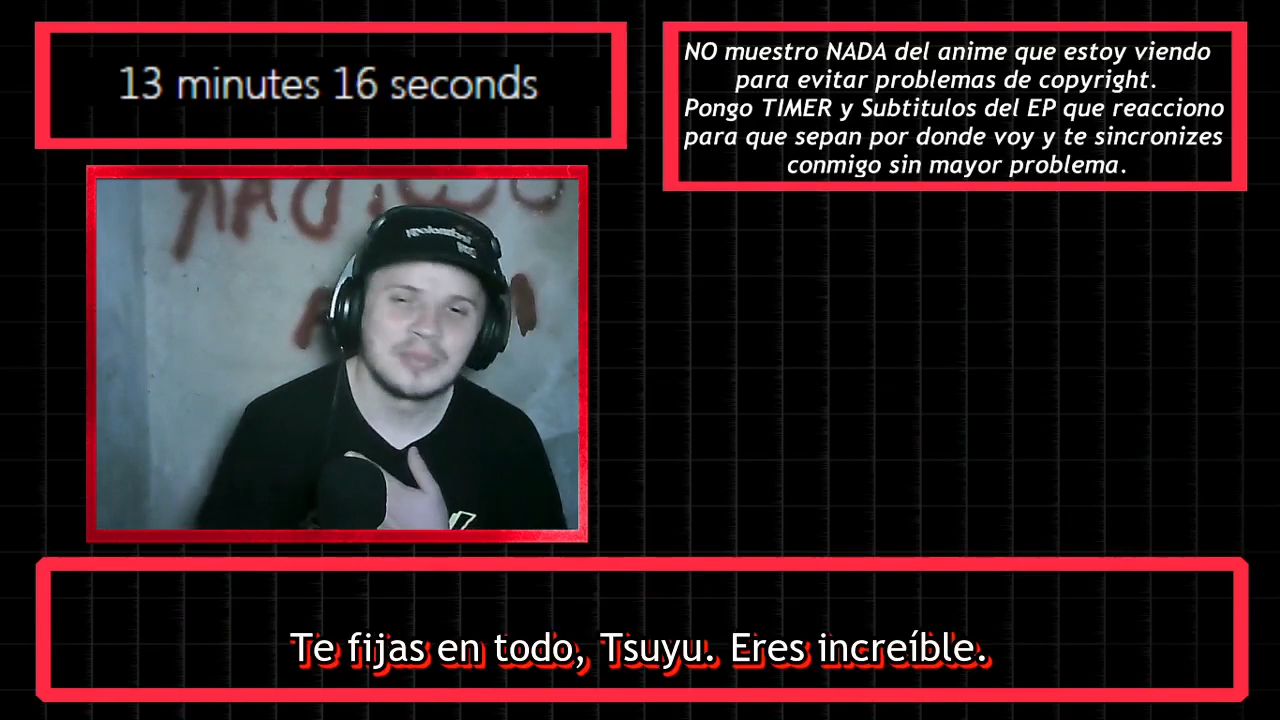 13 minutes 16 seconds
NO muestro NADA del anime que estoy viendo
para evitar problemas de copyright.
Pongo TIMER y Subtitulos del EP que reacciono
para que sepan por donde voy y te sincronizes
conmigo sin mayor problema.
Te fijas en todo, Tsuyu. Eres increíble.